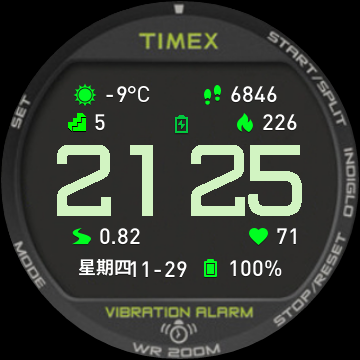 TIMEX
START/SPLIT
SET
-9°C
6846
5
226
21 25
INDIGLO
0.82
71
星期四11-29
100%
MODE
STOP/RESET
VIBRATION ALARM
WR 200M